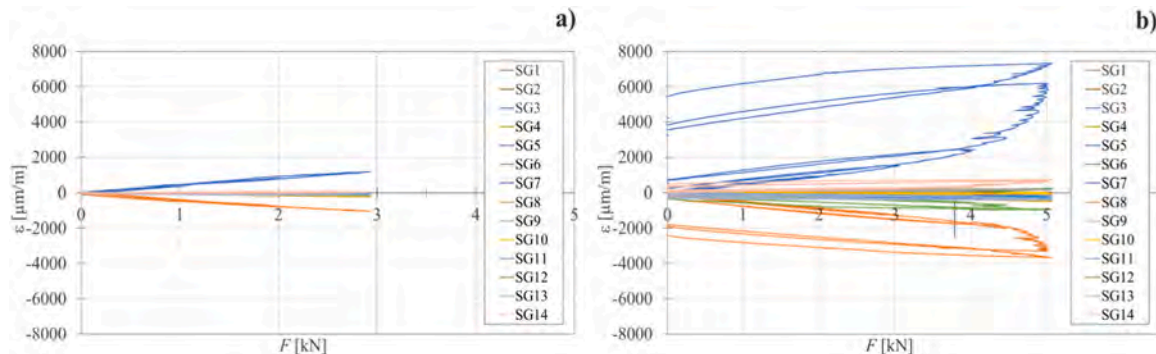 a)
8000
6000
4000
2000
0
-2000
-4000
-6000
-8000
ε [µm/m]
0
1
2
3
4
5
F [kN]
SG1
SG2
SG3
SG4
SG5
SG6
SG7
SG8
SG9
SG10
SG11
SG12
SG13
SG14
b)
8000
6000
4000
2000
0
-2000
-4000
-6000
-8000
ε [µm/m]
0
1
2
3
4
5
F [kN]
SG1
SG2
SG3
SG4
SG5
SG6
SG7
SG8
SG9
SG10
SG11
SG12
SG13
SG14